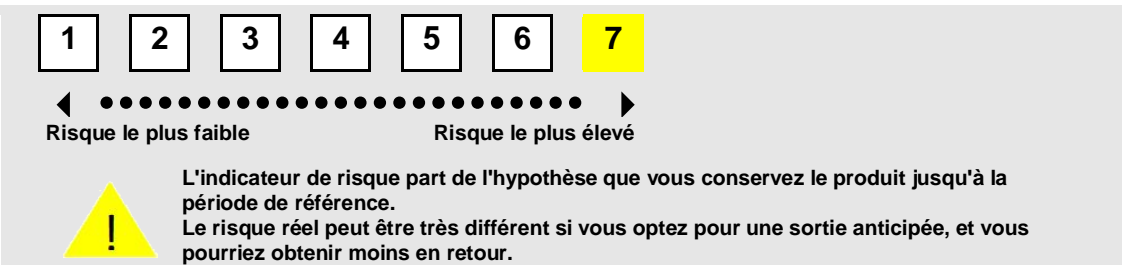 1 2 3 4 5 6 7
Risque le plus faible Risque le plus élevé
L'indicateur de risque part de l'hypothèse que vous conservez le produit jusqu'à la
période de référence.
Le risque réel peut être très différent si vous optez pour une sortie anticipée, et vous
pourriez obtenir moins en retour.
!